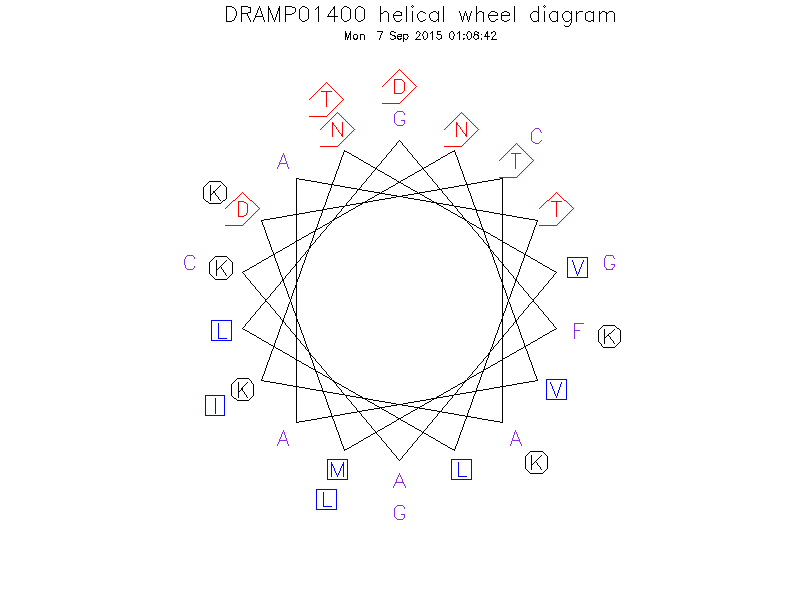 DRAMP01400 helical wheel diagram
Mon 7 Sep 2015 01:08:42
D
T
G
N
N
C
T
A
K
D
T
C
K
V
G
L
F
K
I
K
V
A
A
K
M
L
A
L
G